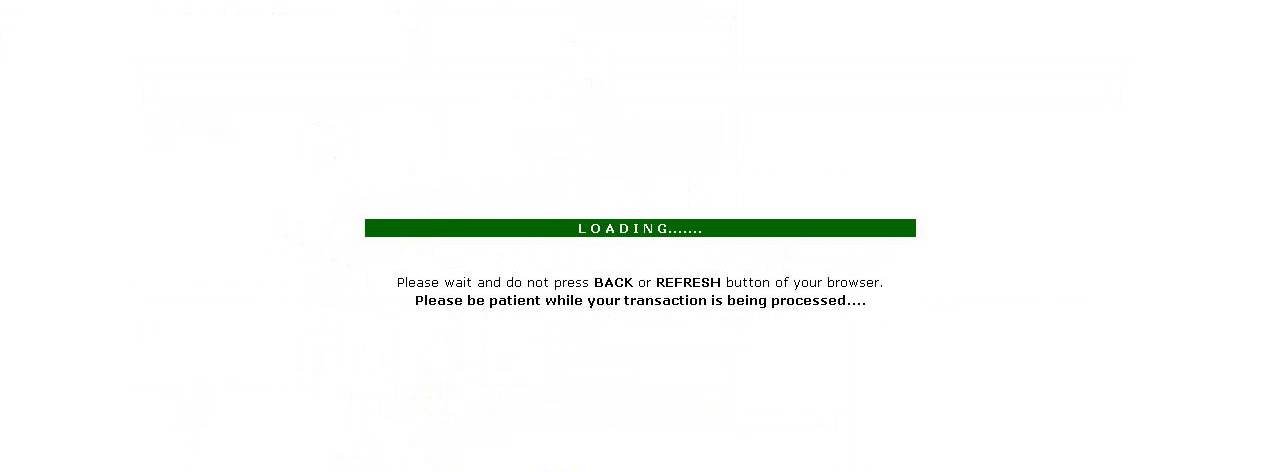 L O A D I N G.......
Please wait and do not press BACK or REFRESH button of your browser.
Please be patient while your transaction is being processed....